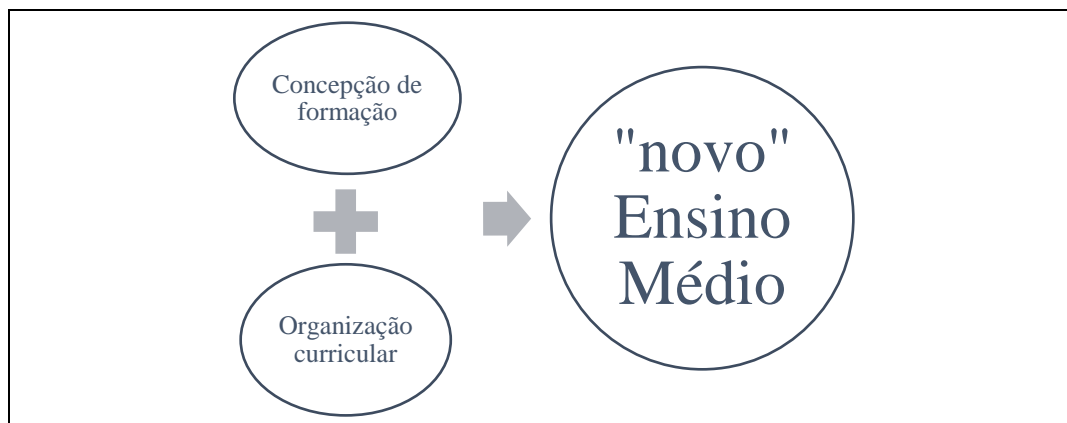 Concepção de
formação
Organização
curricular
"novo"
Ensino
Médio